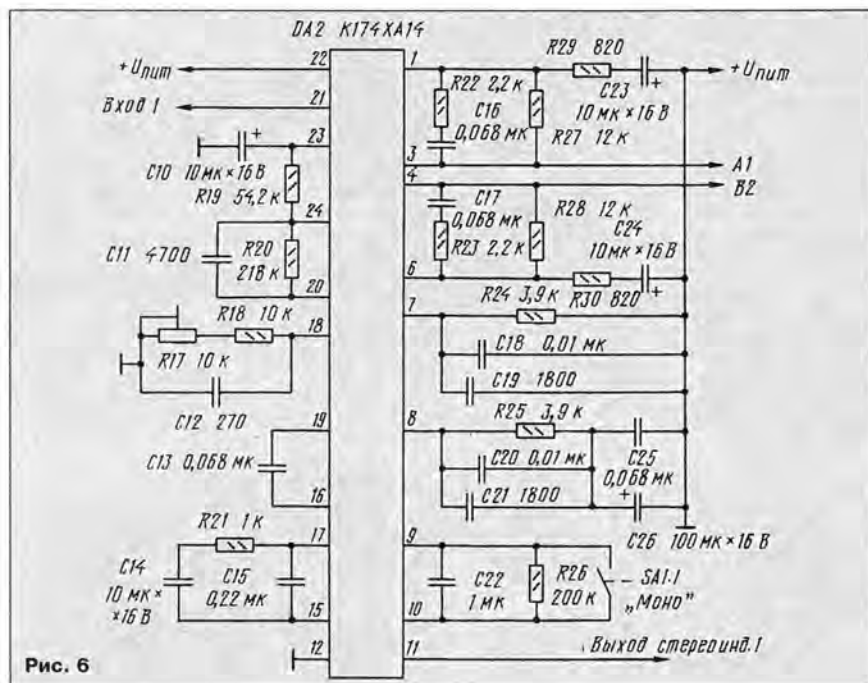 DA2 К174ХА14
+Uпит
22
1
R29 820
+Uпит
Вход 1
21
R22 2,2 к
C16
0,068 мк
C23
10 мк × 16 В
R27 12 к
23
C10 10 мк × 16 В
R19 54,2 к
3
A1
4
B2
24
C17
0,068 мк
R23 2,2 к
R28 12 к
C24
10 мк × 16 В
C11 4700
R20
218 к
20
6
R24 3,9 к
R30 820
R18 10 к
18
7
R17 10 к
C18 0,01 мк
C19 1800
C12 270
R25 3,9 к
19
8
C13 0,068 мк
C20 0,01 мк
C25
0,068 мк
C21 1800
16
C26 100 мк × 16 В
R21 1 к
17
9
C14
10 мк ×
× 16 В
C15
0,22 мк
C22
1 мк
R26
200 к
SA1.1
„Моно"
15
10
12
11
Выход стереоинд. 1
Рис. 6